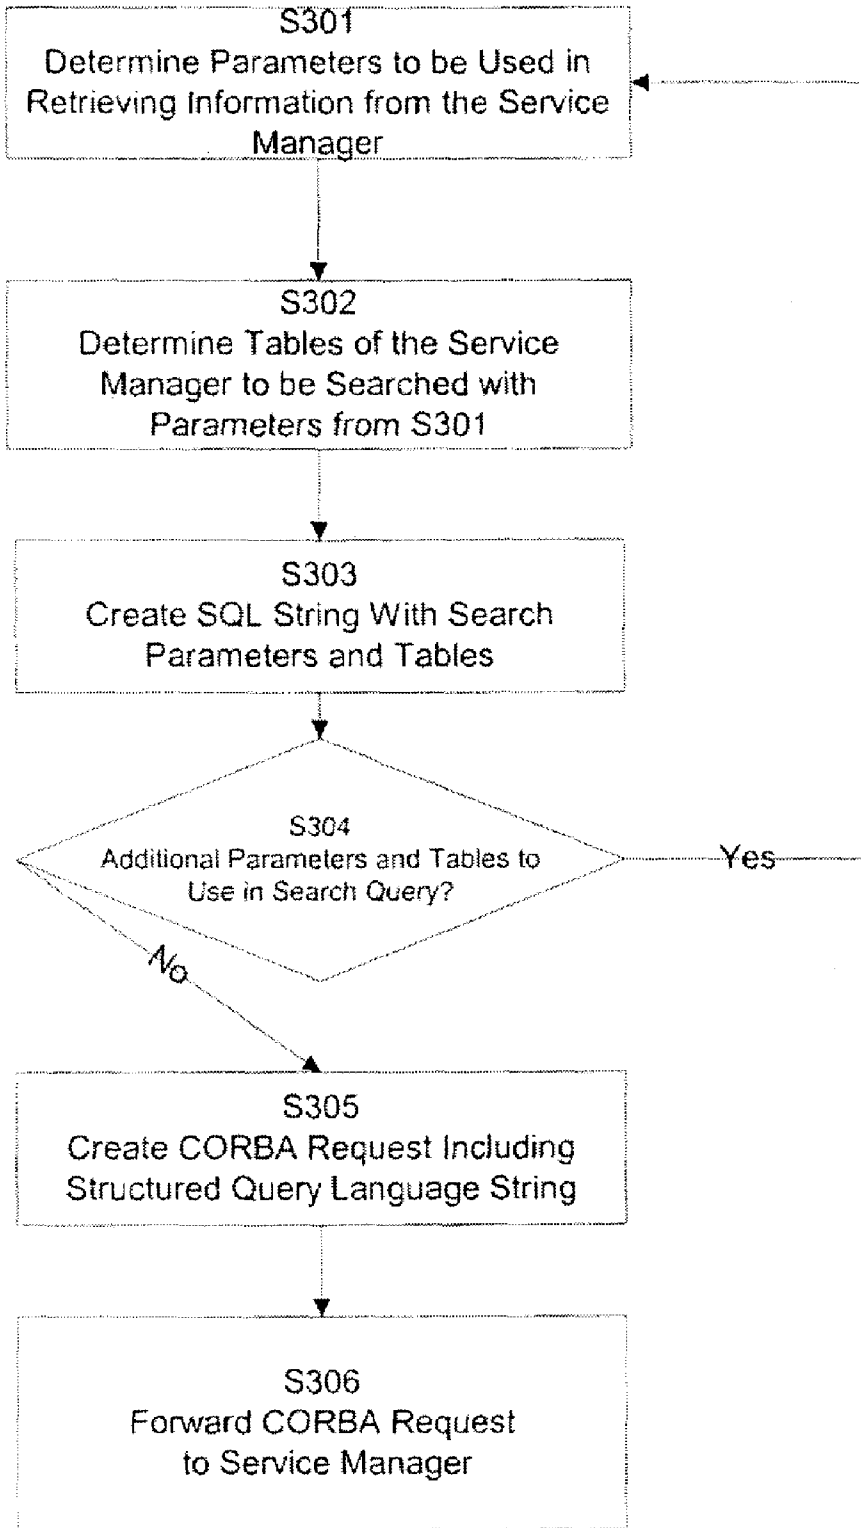 S301
Determine Parameters to be Used in
Retrieving Information from the Service
Manager
S302
Determine Tables of the Service
Manager to be Searched with
Parameters from S301
S303
Create SQL String With Search
Parameters and Tables
S304
Additional Parameters and Tables to
Use in Search Query?
Yes
No
S305
Create CORBA Request Including
Structured Query Language String
S306
Forward CORBA Request
to Service Manager